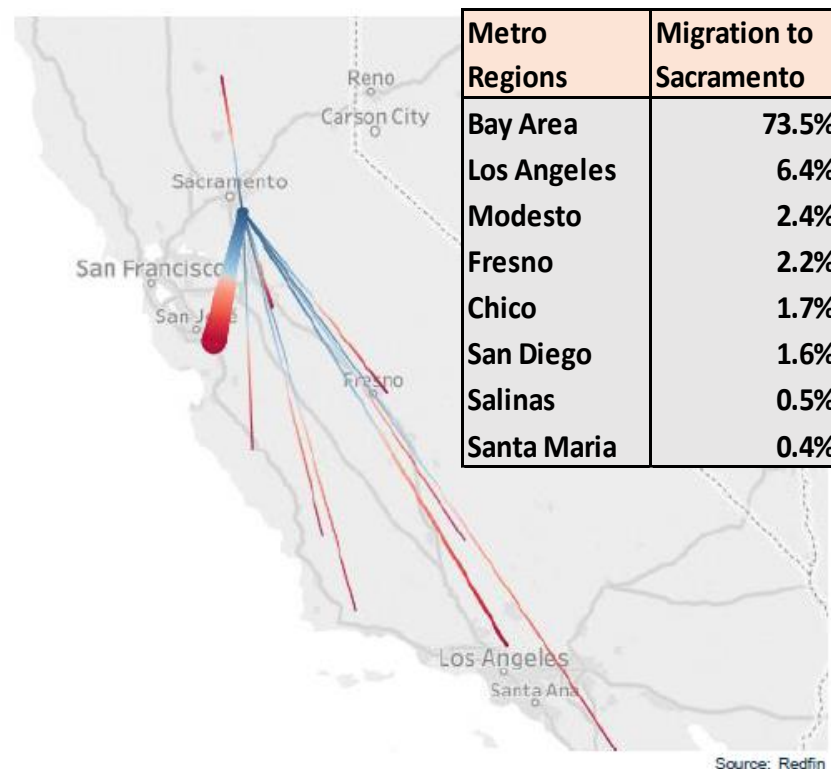 Metro Regions Migration to Sacramento
Bay Area 73.5%
Los Angeles 6.4%
Modesto 2.4%
Fresno 2.2%
Chico 1.7%
San Diego 1.6%
Salinas 0.5%
Santa Maria 0.4%
Reno
Carson City
Sacramento
San Francisco
San José
Fresno
Los Angeles
Santa Ana
Source: Redfin